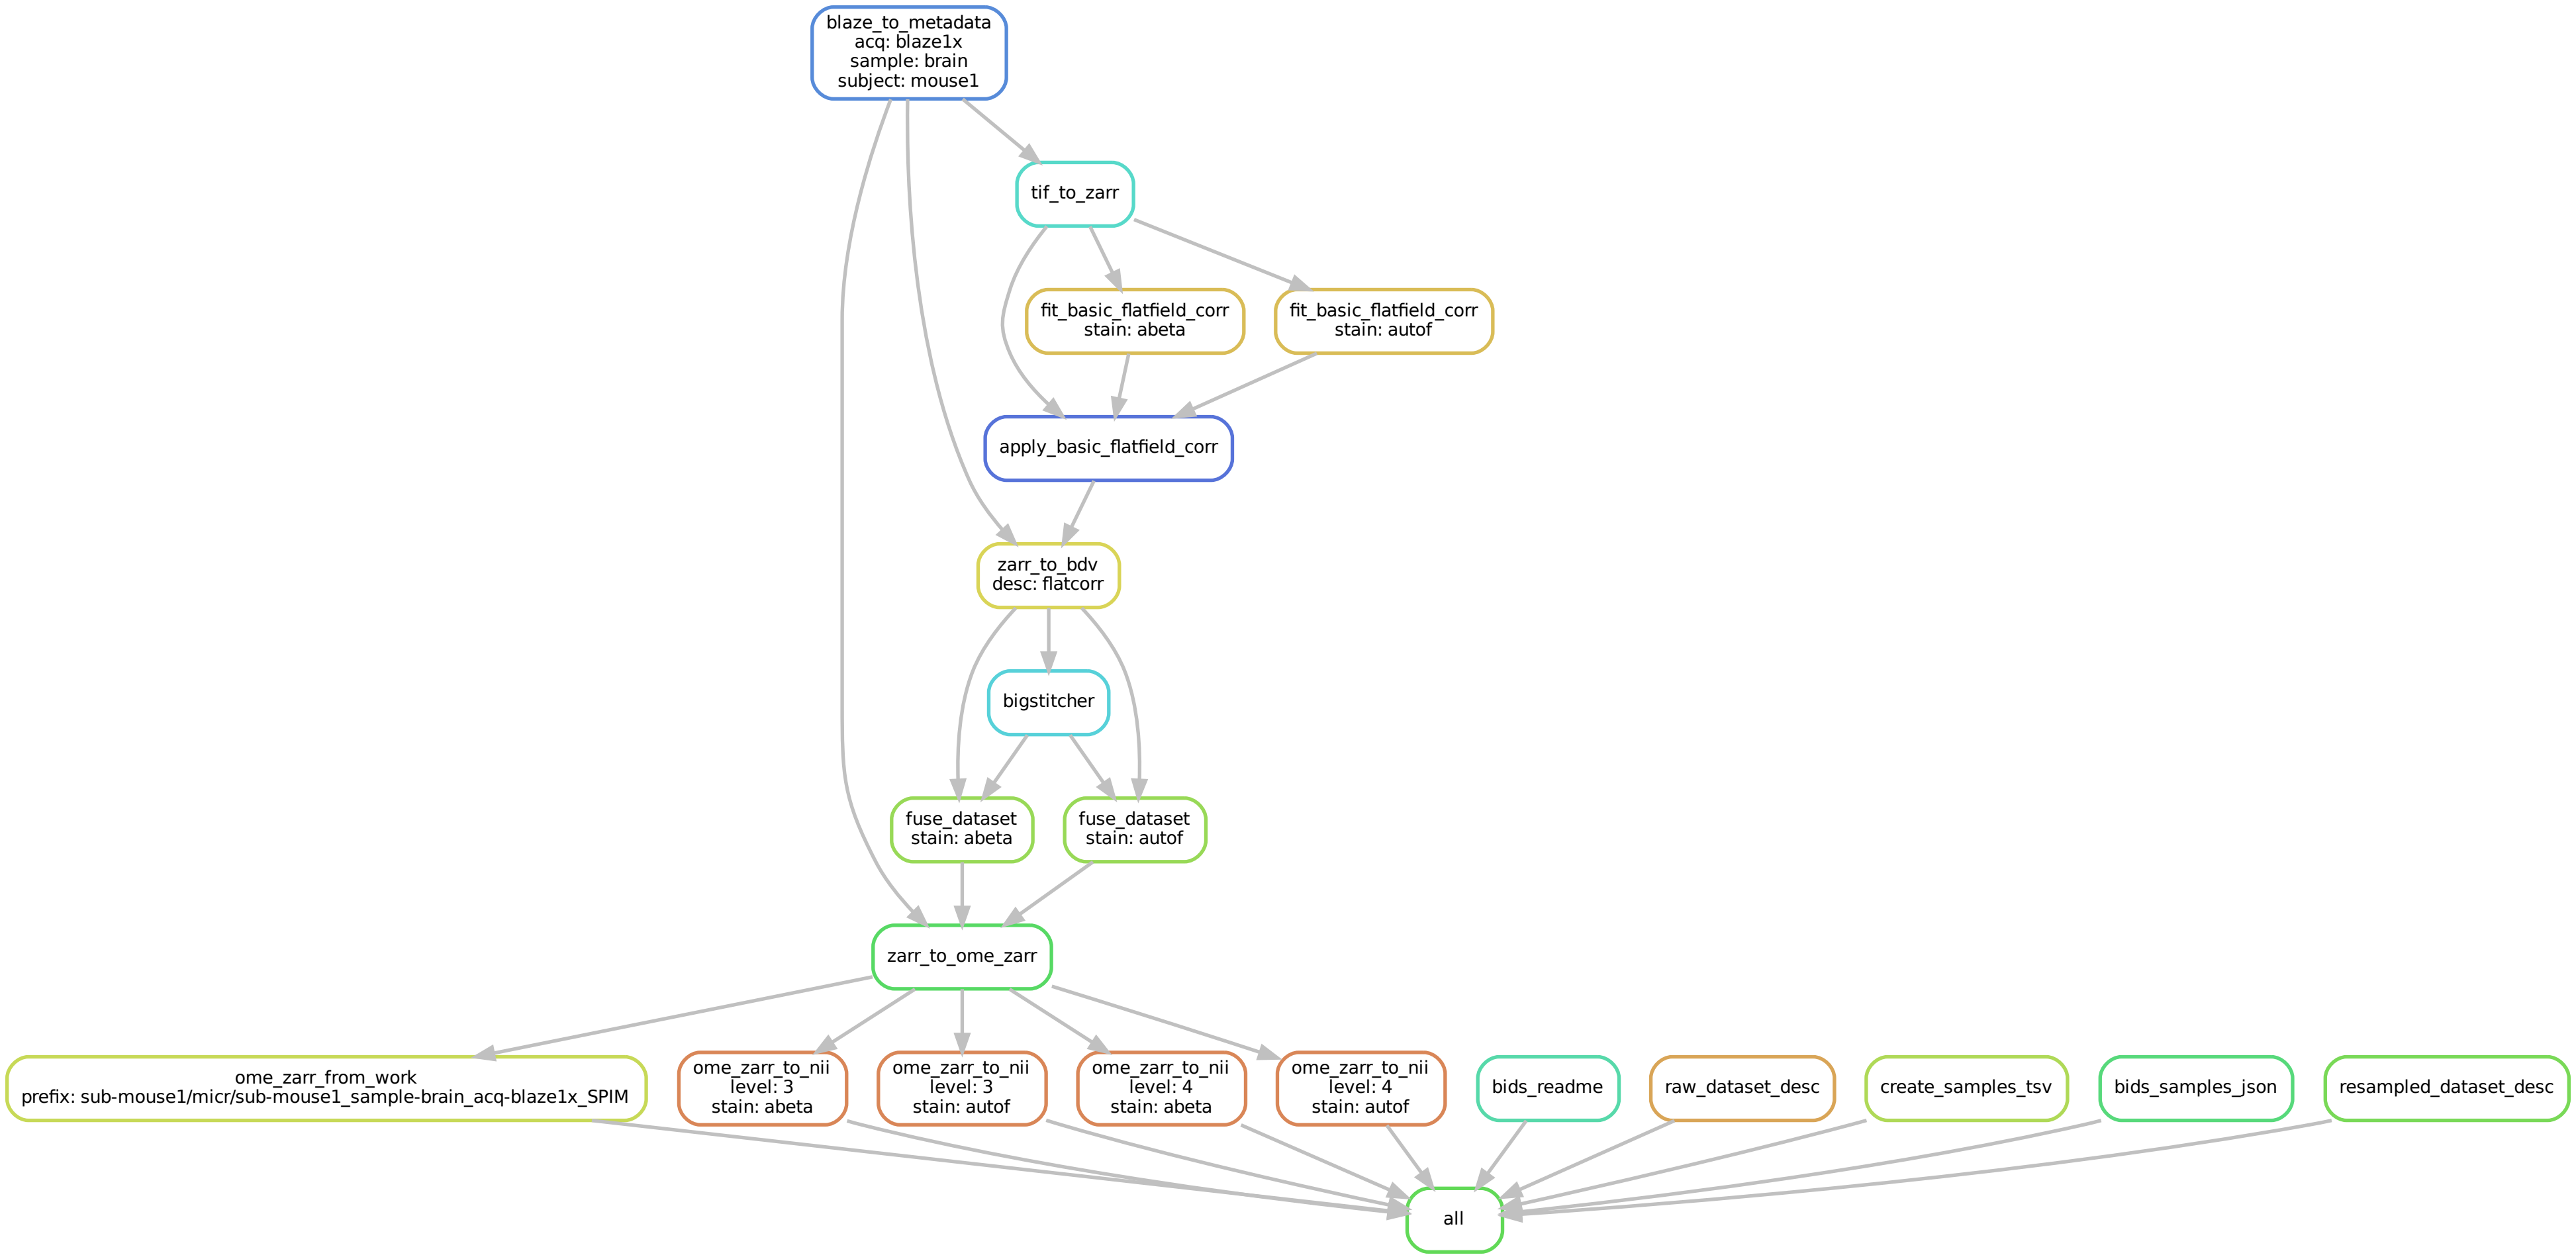 blaze_to_metadata
acq: blaze1x
sample: brain
subject: mouse1
tif_to_zarr
fit_basic_flatfield_corr
stain: abeta
fit_basic_flatfield_corr
stain: autof
apply_basic_flatfield_corr
zarr_to_bdv
desc: flatcorr
bigstitcher
fuse_dataset
stain: abeta
fuse_dataset
stain: autof
zarr_to_ome_zarr
ome_zarr_from_work
prefix: sub-mouse1/micr/sub-mouse1_sample-brain_acq-blaze1x_SPIM
ome_zarr_to_nii
level: 3
stain: abeta
ome_zarr_to_nii
level: 3
stain: autof
ome_zarr_to_nii
level: 4
stain: abeta
ome_zarr_to_nii
level: 4
stain: autof
bids_readme
raw_dataset_desc
create_samples_tsv
bids_samples_json
resampled_dataset_desc
all